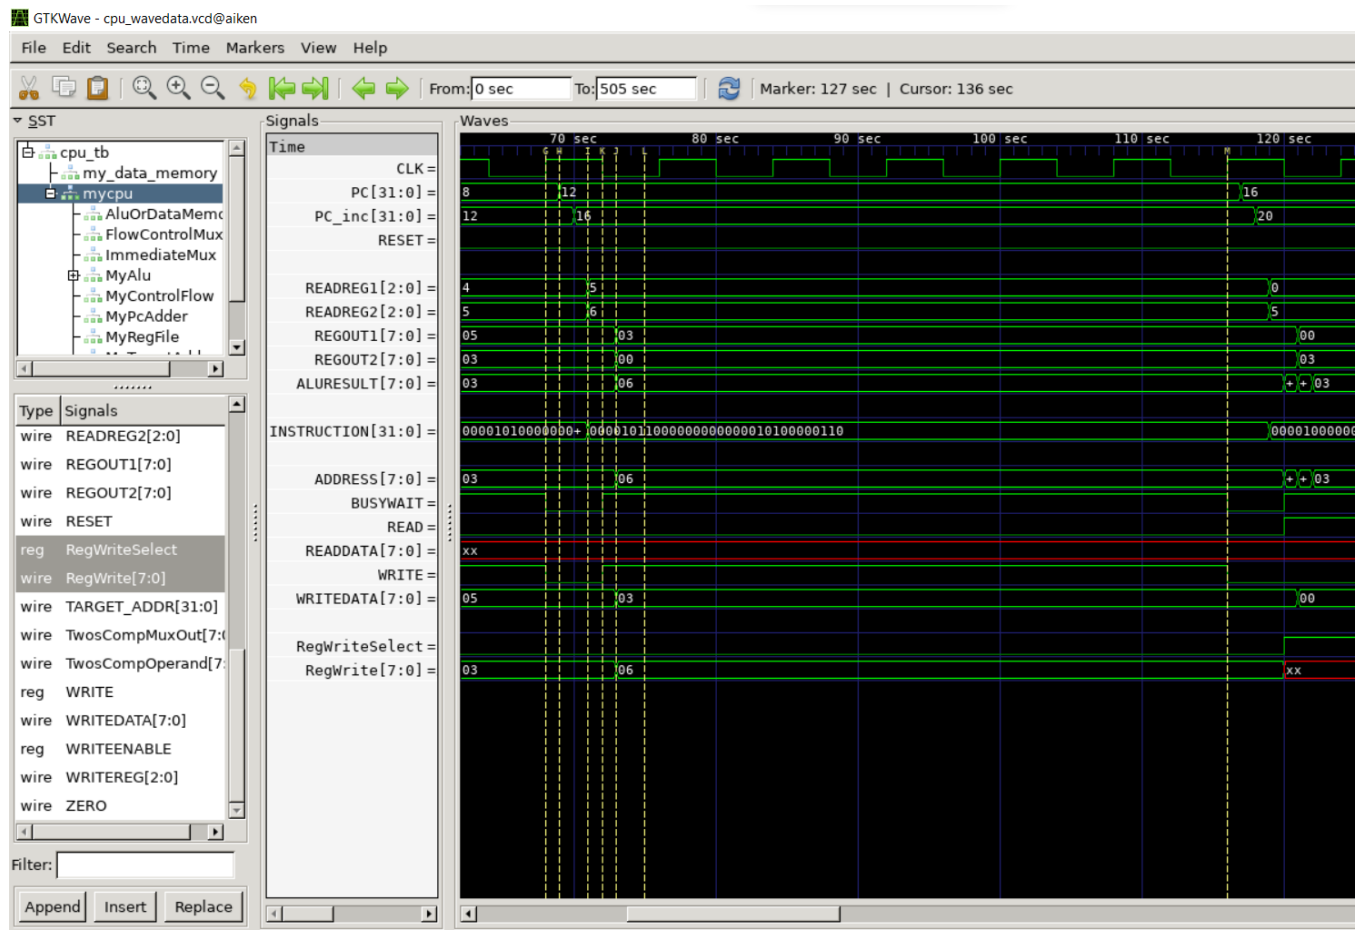 GTKWave - cpu_wavedata.vcd@aiken
File Edit Search Time Markers View Help
From: 0 sec To: 505 sec Marker: 127 sec | Cursor: 136 sec
SST
cpu_tb
my_data_memory
mycpu
AluOrDataMemo
FlowControlMux
ImmediateMux
MyAlu
MyControlFlow
MyPcAdder
MyRegFile
Type Signals
wire READREG2[2:0]
wire REGOUT1[7:0]
wire REGOUT2[7:0]
wire RESET
reg RegWriteSelect
wire RegWrite[7:0]
wire TARGET_ADDR[31:0]
wire TwosCompMuxOut[7:0
wire TwosCompOperand[7:
reg WRITE
wire WRITEDATA[7:0]
reg WRITEENABLE
wire WRITEREG[2:0]
wire ZERO
Filter:
Append Insert Replace
Signals
Time
CLK =
PC[31:0] =
PC_inc[31:0] =
RESET =
READREG1[2:0] =
READREG2[2:0] =
REGOUT1[7:0] =
REGOUT2[7:0] =
ALURESULT[7:0] =
INSTRUCTION[31:0] =
ADDRESS[7:0] =
BUSYWAIT =
READ =
READDATA[7:0] =
WRITE =
WRITEDATA[7:0] =
RegWriteSelect =
RegWrite[7:0] =
Waves
70 sec 80 sec 90 sec 100 sec 110 sec 120 sec
G H I K J L M
8 12 16
12 16 20
4 5 0
5 6 5
05 03 00
03 00 03
03 06 + + 03
00001010000000+ 00001011000000000000010100000110 00001000000
03 06 + + 03
xx
05 03 00
03 06 xx